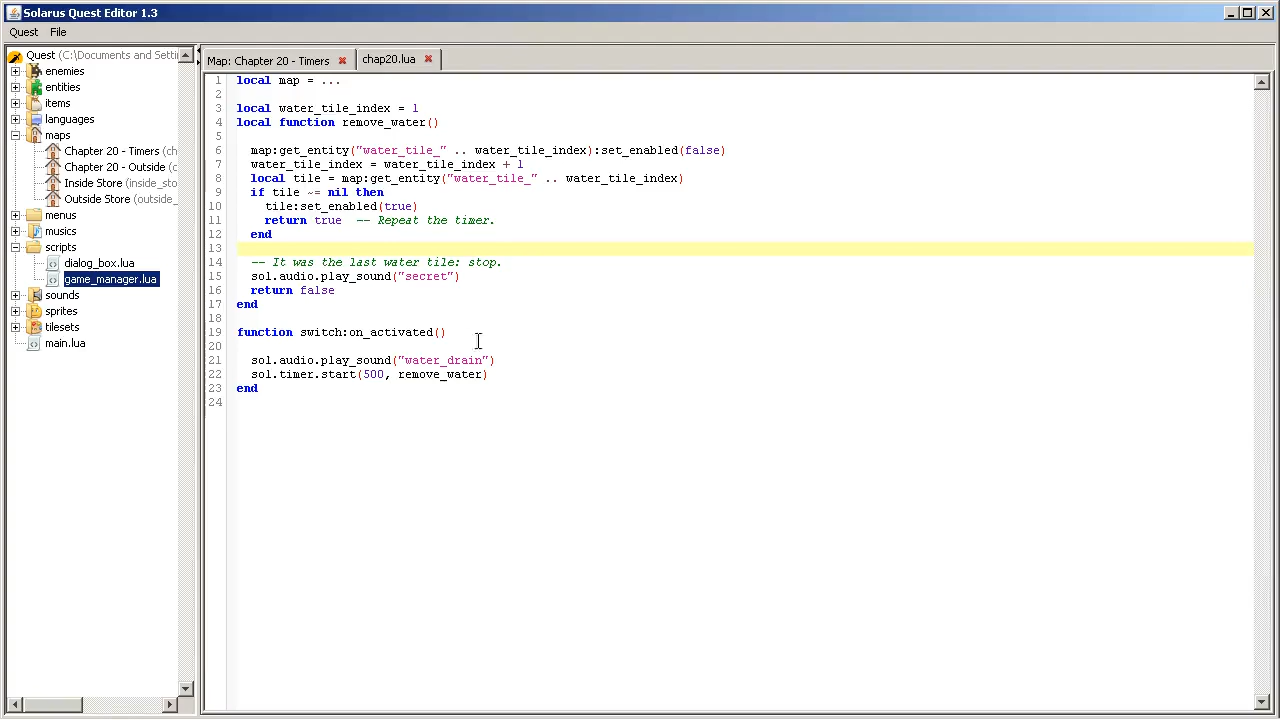 Solarus Quest Editor 1.3
Quest File
Quest (C:\Documents and Setti
enemies
entities
items
languages
maps
Chapter 20 - Timers (ch
Chapter 20 - Outside (c
Inside Store (inside_sto
Outside Store (outside_
menus
musics
scripts
dialog_box.lua
game_manager.lua
sounds
sprites
tilesets
main.lua
Map: Chapter 20 - Timers chap20.lua
1 local map = ...
2
3 local water_tile_index = 1
4 local function remove_water()
5
6 map:get_entity("water_tile_" .. water_tile_index):set_enabled(false)
7 water_tile_index = water_tile_index + 1
8 local tile = map:get_entity("water_tile_" .. water_tile_index)
9 if tile ~= nil then
10 tile:set_enabled(true)
11 return true -- Repeat the timer.
12 end
13
14 -- It was the last water tile: stop.
15 sol.audio.play_sound("secret")
16 return false
17 end
18
19 function switch:on_activated()
20
21 sol.audio.play_sound("water_drain")
22 sol.timer.start(500, remove_water)
23 end
24